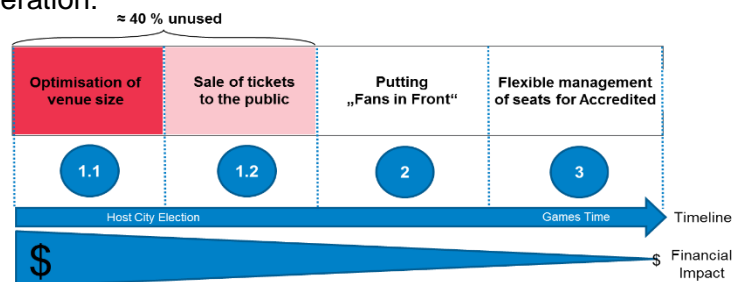 eration.
≈ 40 % unused
Optimisation of
venue size
Sale of tickets
to the public
Putting
„Fans in Front“
Flexible management
of seats for Accredited
1.1
1.2
2
3
Host City Election
Games Time
Timeline
$
$
Financial
Impact